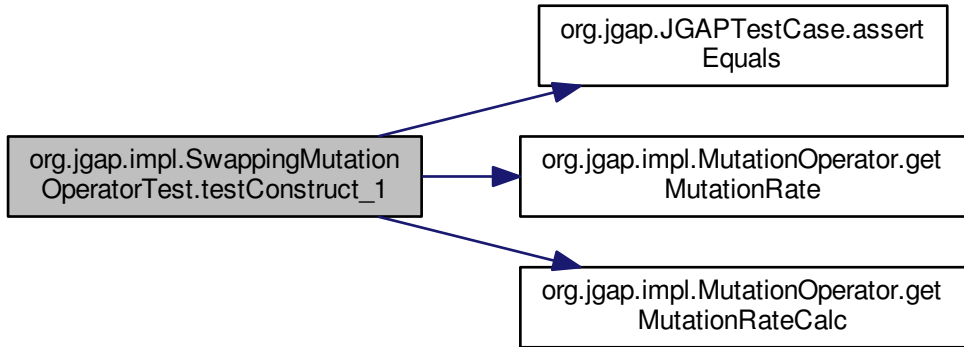 org.jgap.JGAPTestCase.assert
Equals
org.jgap.impl.SwappingMutation
OperatorTest.testConstruct_1
org.jgap.impl.MutationOperator.get
MutationRate
org.jgap.impl.MutationOperator.get
MutationRateCalc